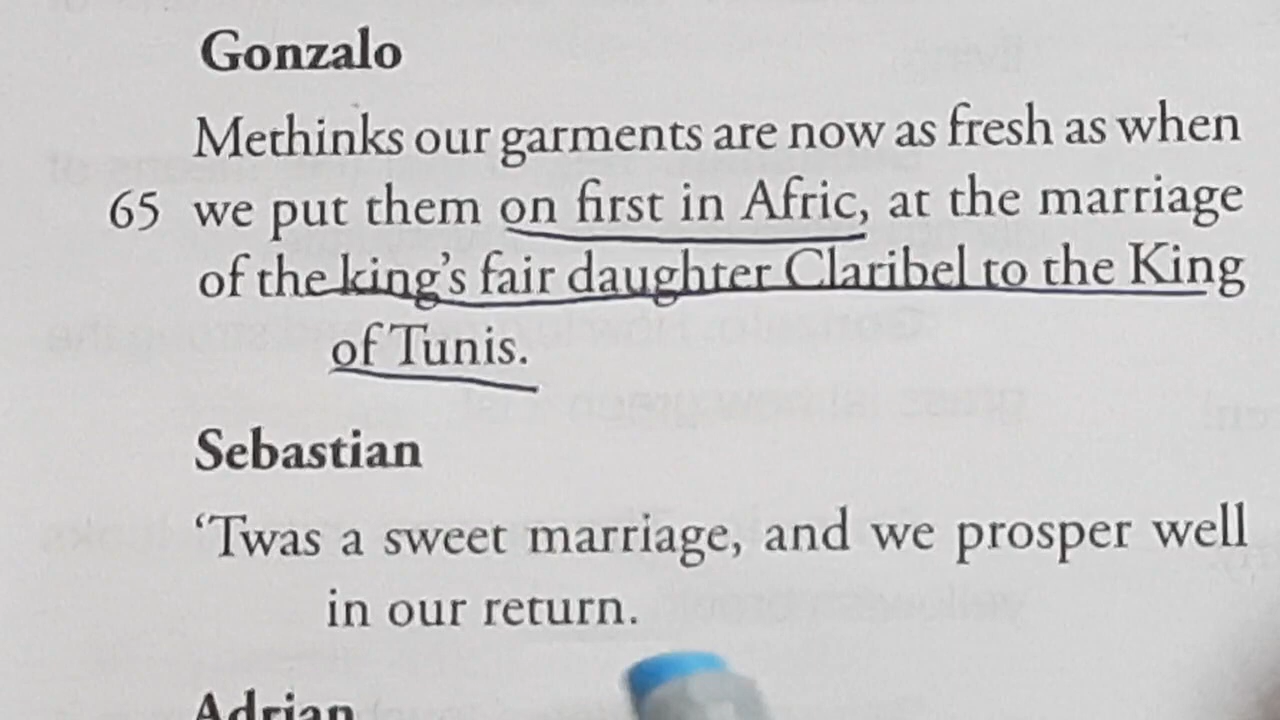 Gonzalo
Methinks our garments are now as fresh as when
65 we put them on first in Afric, at the marriage
of the king's fair daughter Claribel to the King
of Tunis.
Sebastian
‘Twas a sweet marriage, and we prosper well
in our return.
Adrian